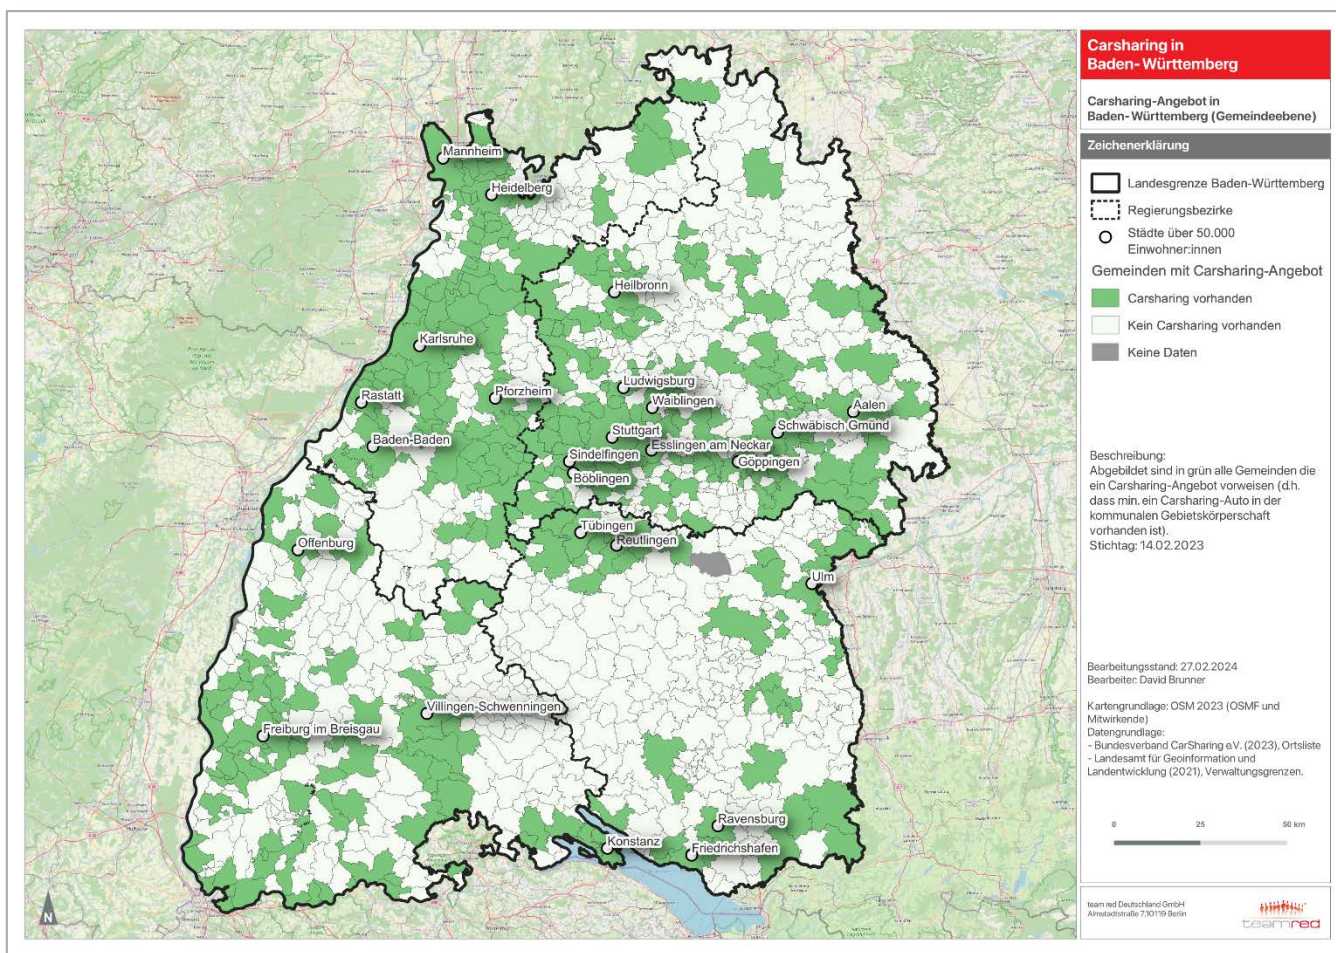 Carsharing in
Baden-Württemberg
Carsharing-Angebot in
Baden-Württemberg (Gemeindeebene)
Zeichenerklärung
Landesgrenze Baden-Württemberg
Regierungsbezirke
Städte über 50.000
Einwohner:innen
Gemeinden mit Carsharing-Angebot
Carsharing vorhanden
Kein Carsharing vorhanden
Keine Daten
Beschreibung:
Abgebildet sind in grün alle Gemeinden die
ein Carsharing-Angebot vorweisen (d.h.
dass min. ein Carsharing-Auto in der
kommunalen Gebietskörperschaft
vorhanden ist).
Stichtag: 14.02.2023
Bearbeitungsstand: 27.02.2024
Bearbeiter: David Brunner
Kartengrundlage: OSM 2023 (OSMF und
Mitwirkende)
Datengrundlage:
- Bundesverband CarSharing e.V. (2023), Ortsliste
- Landesamt für Geoinformation und
Landentwicklung (2021), Verwaltungsgrenzen.
0 25 50 km
team red Deutschland GmbH
Almstadtstraße 7, 10119 Berlin
teamred
Mannheim
Heidelberg
Heilbronn
Karlsruhe
Pforzheim
Ludwigsburg
Rastatt
Waiblingen
Aalen
Schwäbisch Gmünd
Stuttgart
Baden-Baden
Esslingen am Neckar
Sindelfingen
Göppingen
Böblingen
Tübingen
Reutlingen
Offenburg
Ulm
Villingen-Schwenningen
Freiburg im Breisgau
Ravensburg
Konstanz
Friedrichshafen
N